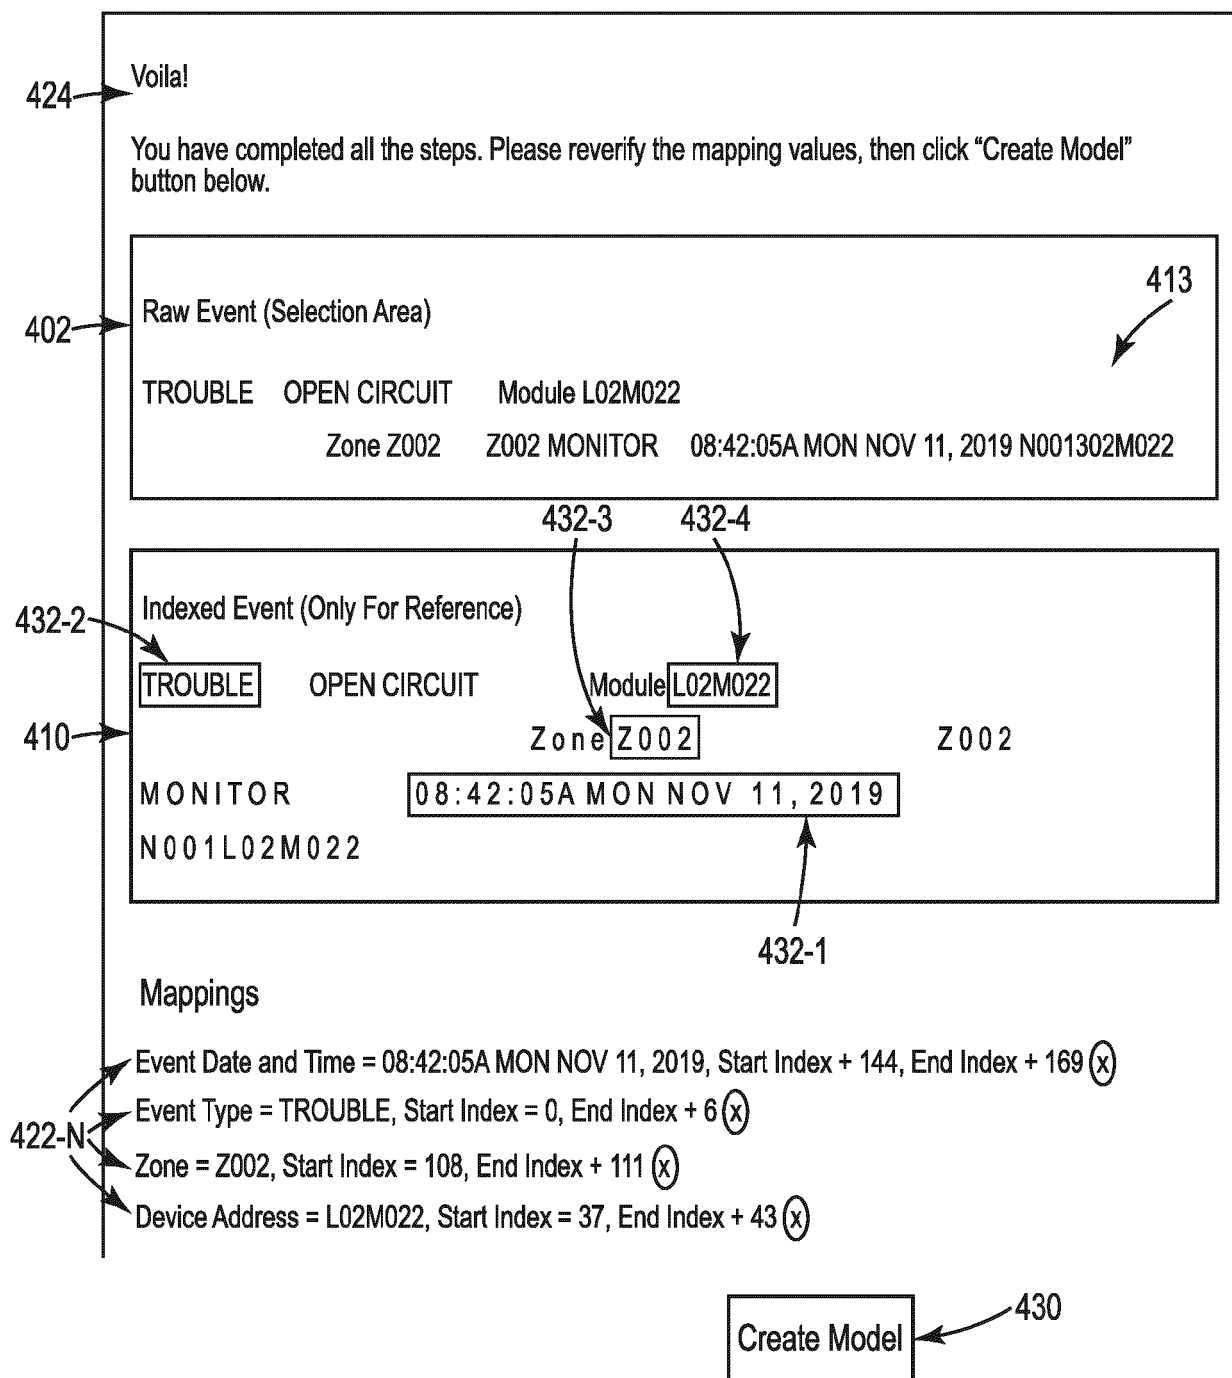 Voila!
424
You have completed all the steps. Please reverify the mapping values, then click “Create Model”
button below.
413
Raw Event (Selection Area)
402
TROUBLE OPEN CIRCUIT Module L02M022
Zone Z002 Z002 MONITOR 08:42:05A MON NOV 11, 2019 N001302M022
432-3 432-4
Indexed Event (Only For Reference)
432-2
TROUBLE OPEN CIRCUIT Module L02M022
410
Zone Z002 Z002
MONITOR 08:42:05A MON NOV 11, 2019
N001L02M022
432-1
Mappings
Event Date and Time = 08:42:05A MON NOV 11, 2019, Start Index + 144, End Index + 169 x
Event Type = TROUBLE, Start Index = 0, End Index + 6 x
422-N
Zone = Z002, Start Index = 108, End Index + 111 x
Device Address = L02M022, Start Index = 37, End Index + 43 x
430
Create Model